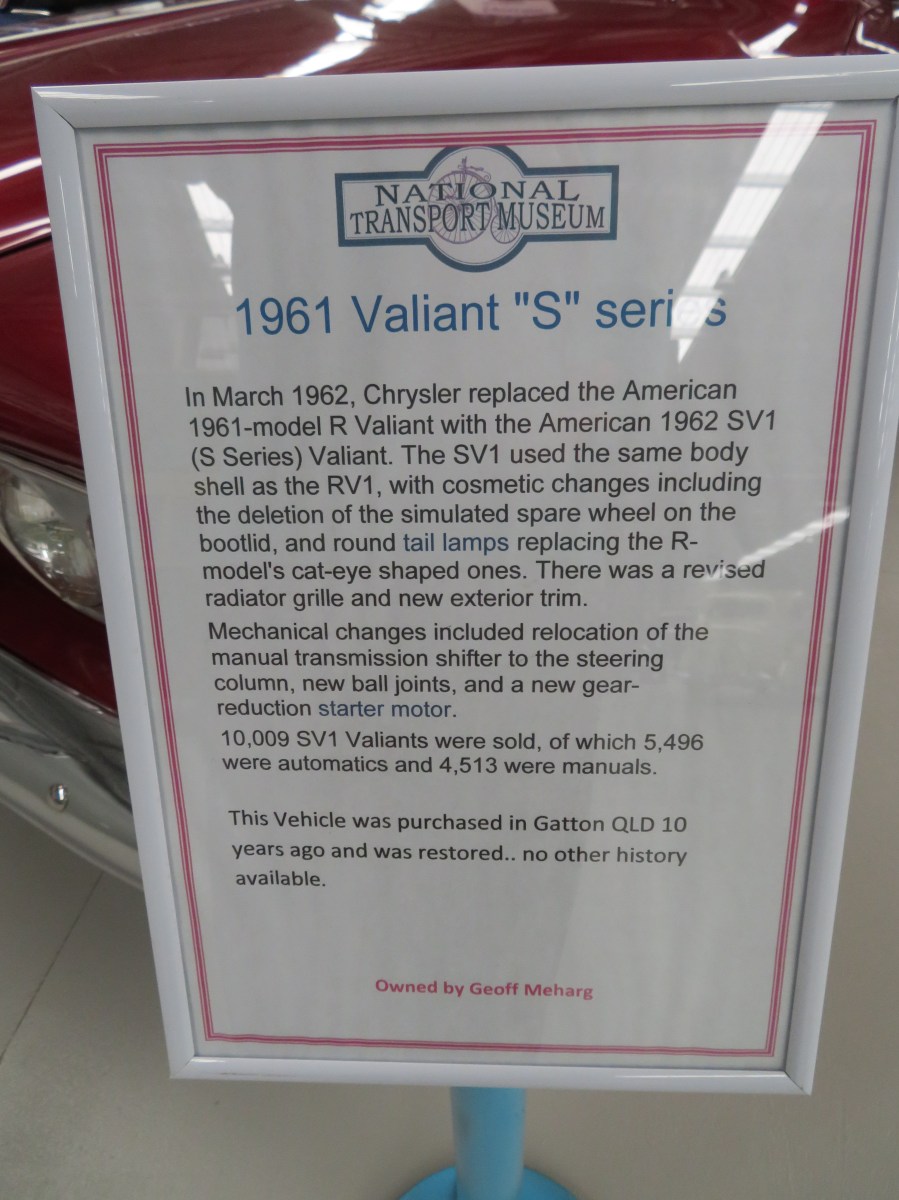 NATIONAL
TRANSPORT MUSEUM
1961 Valiant "S" series
In March 1962, Chrysler replaced the American
1961-model R Valiant with the American 1962 SV1
(S Series) Valiant. The SV1 used the same body
shell as the RV1, with cosmetic changes including
the deletion of the simulated spare wheel on the
bootlid, and round tail lamps replacing the R-
model's cat-eye shaped ones. There was a revised
radiator grille and new exterior trim.
Mechanical changes included relocation of the
manual transmission shifter to the steering
column, new ball joints, and a new gear-
reduction starter motor.
10,009 SV1 Valiants were sold, of which 5,496
were automatics and 4,513 were manuals.
This Vehicle was purchased in Gatton QLD 10
years ago and was restored.. no other history
available.
Owned by Geoff Meharg